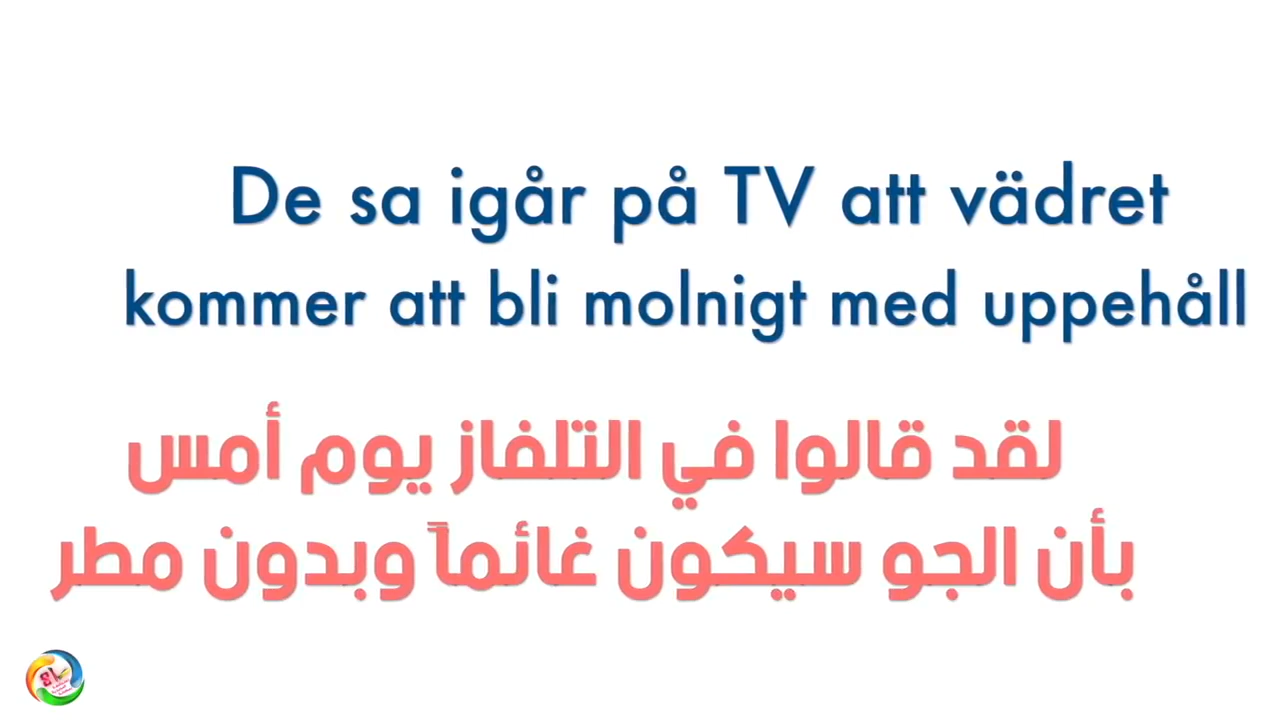 De sa igår på TV att vädret
kommer att bli molnigt med uppehåll
لقد قالوا في التلفاز يوم أمس
بأن الجو سيكون غائماً وبدون مطر